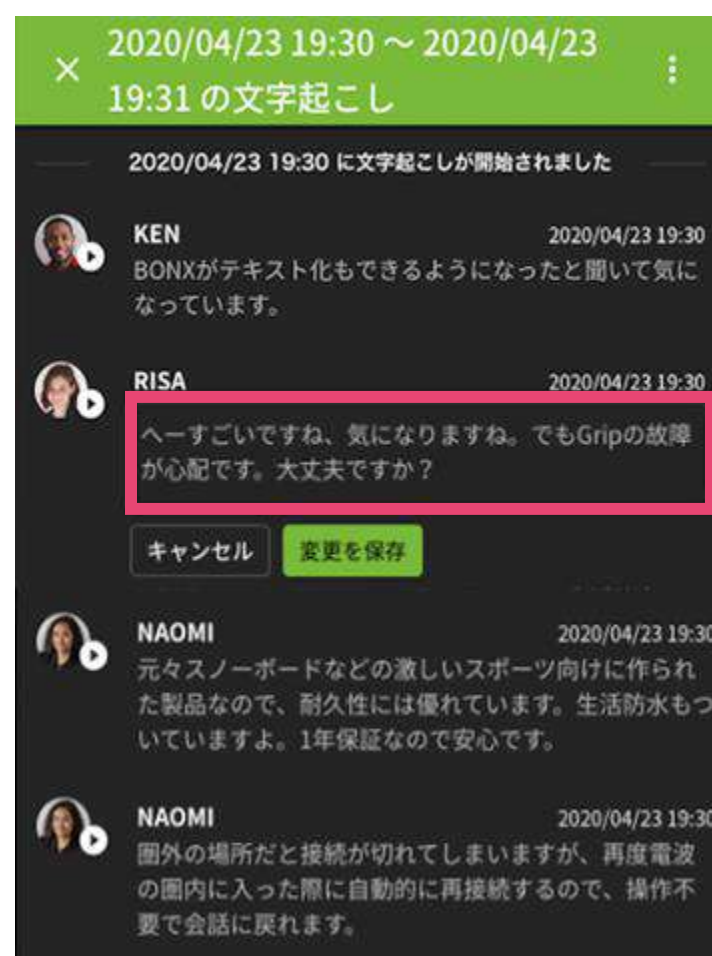 2020/04/23 19:30 ~ 2020/04/23
19:31 の文字起こし
2020/04/23 19:30 に文字起こしが開始されました
KEN 2020/04/23 19:30
BONXがテキスト化もできるようになったと聞いて気に
なっています。
RISA 2020/04/23 19:30
へーすごいですね、気になりますね。でもGripの故障
が心配です。大丈夫ですか？
キャンセル 変更を保存
NAOMI 2020/04/23 19:30
元々スノーボードなどの激しいスポーツ向けに作られ
た製品なので、耐久性には優れています。生活防水もつ
いていますよ。1年保証なので安心です。
NAOMI 2020/04/23 19:30
圏外の場所だと接続が切れてしまいますが、再度電波
の圏内に入った際に自動的に再接続するので、操作不
要で会話に戻れます。